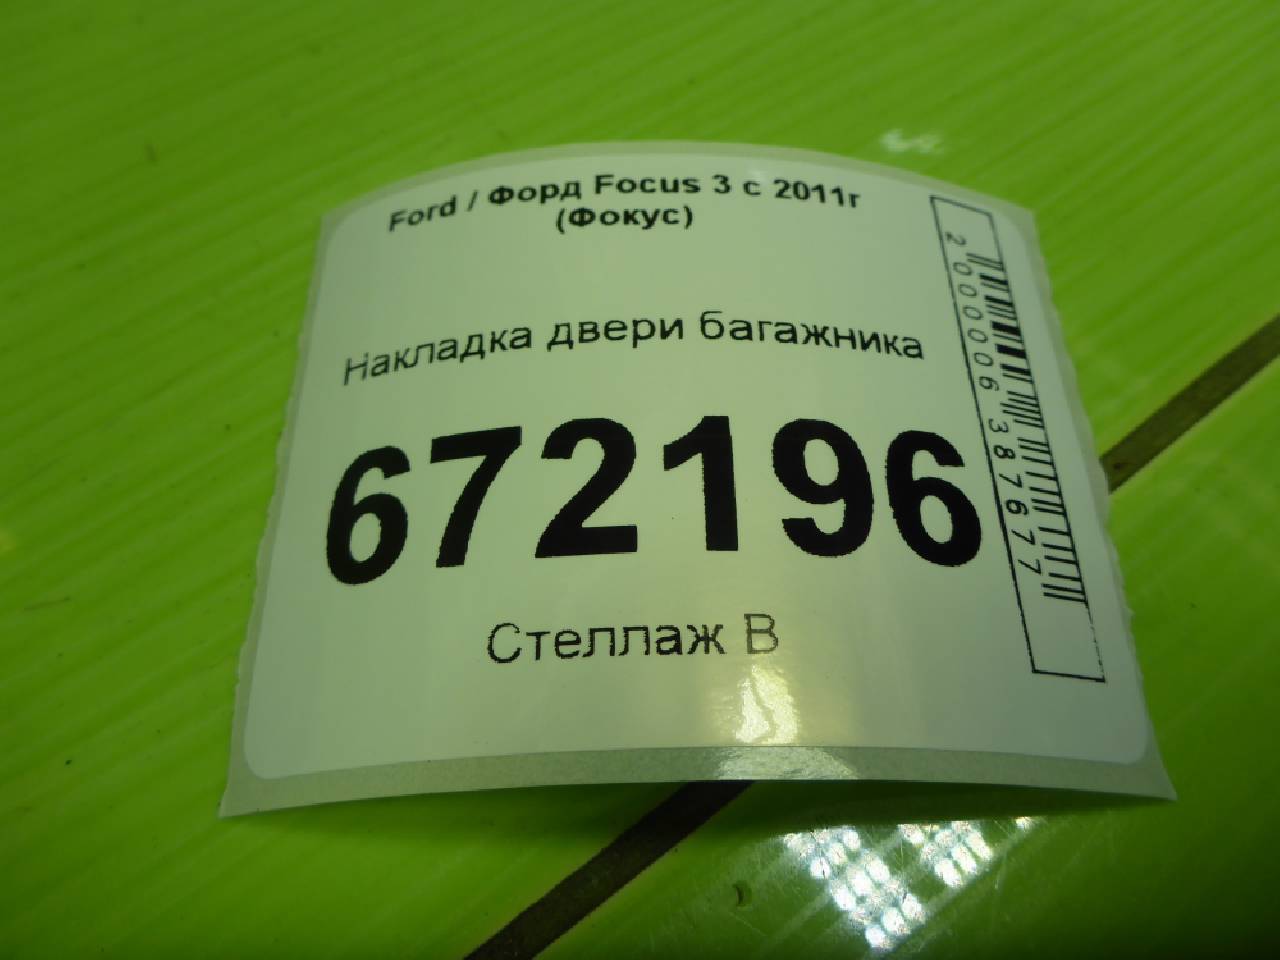 Ford / Форд Focus 3 с 2011г
(Фокус)
Накладка двери багажника
672196
Стеллаж В
2000006387677